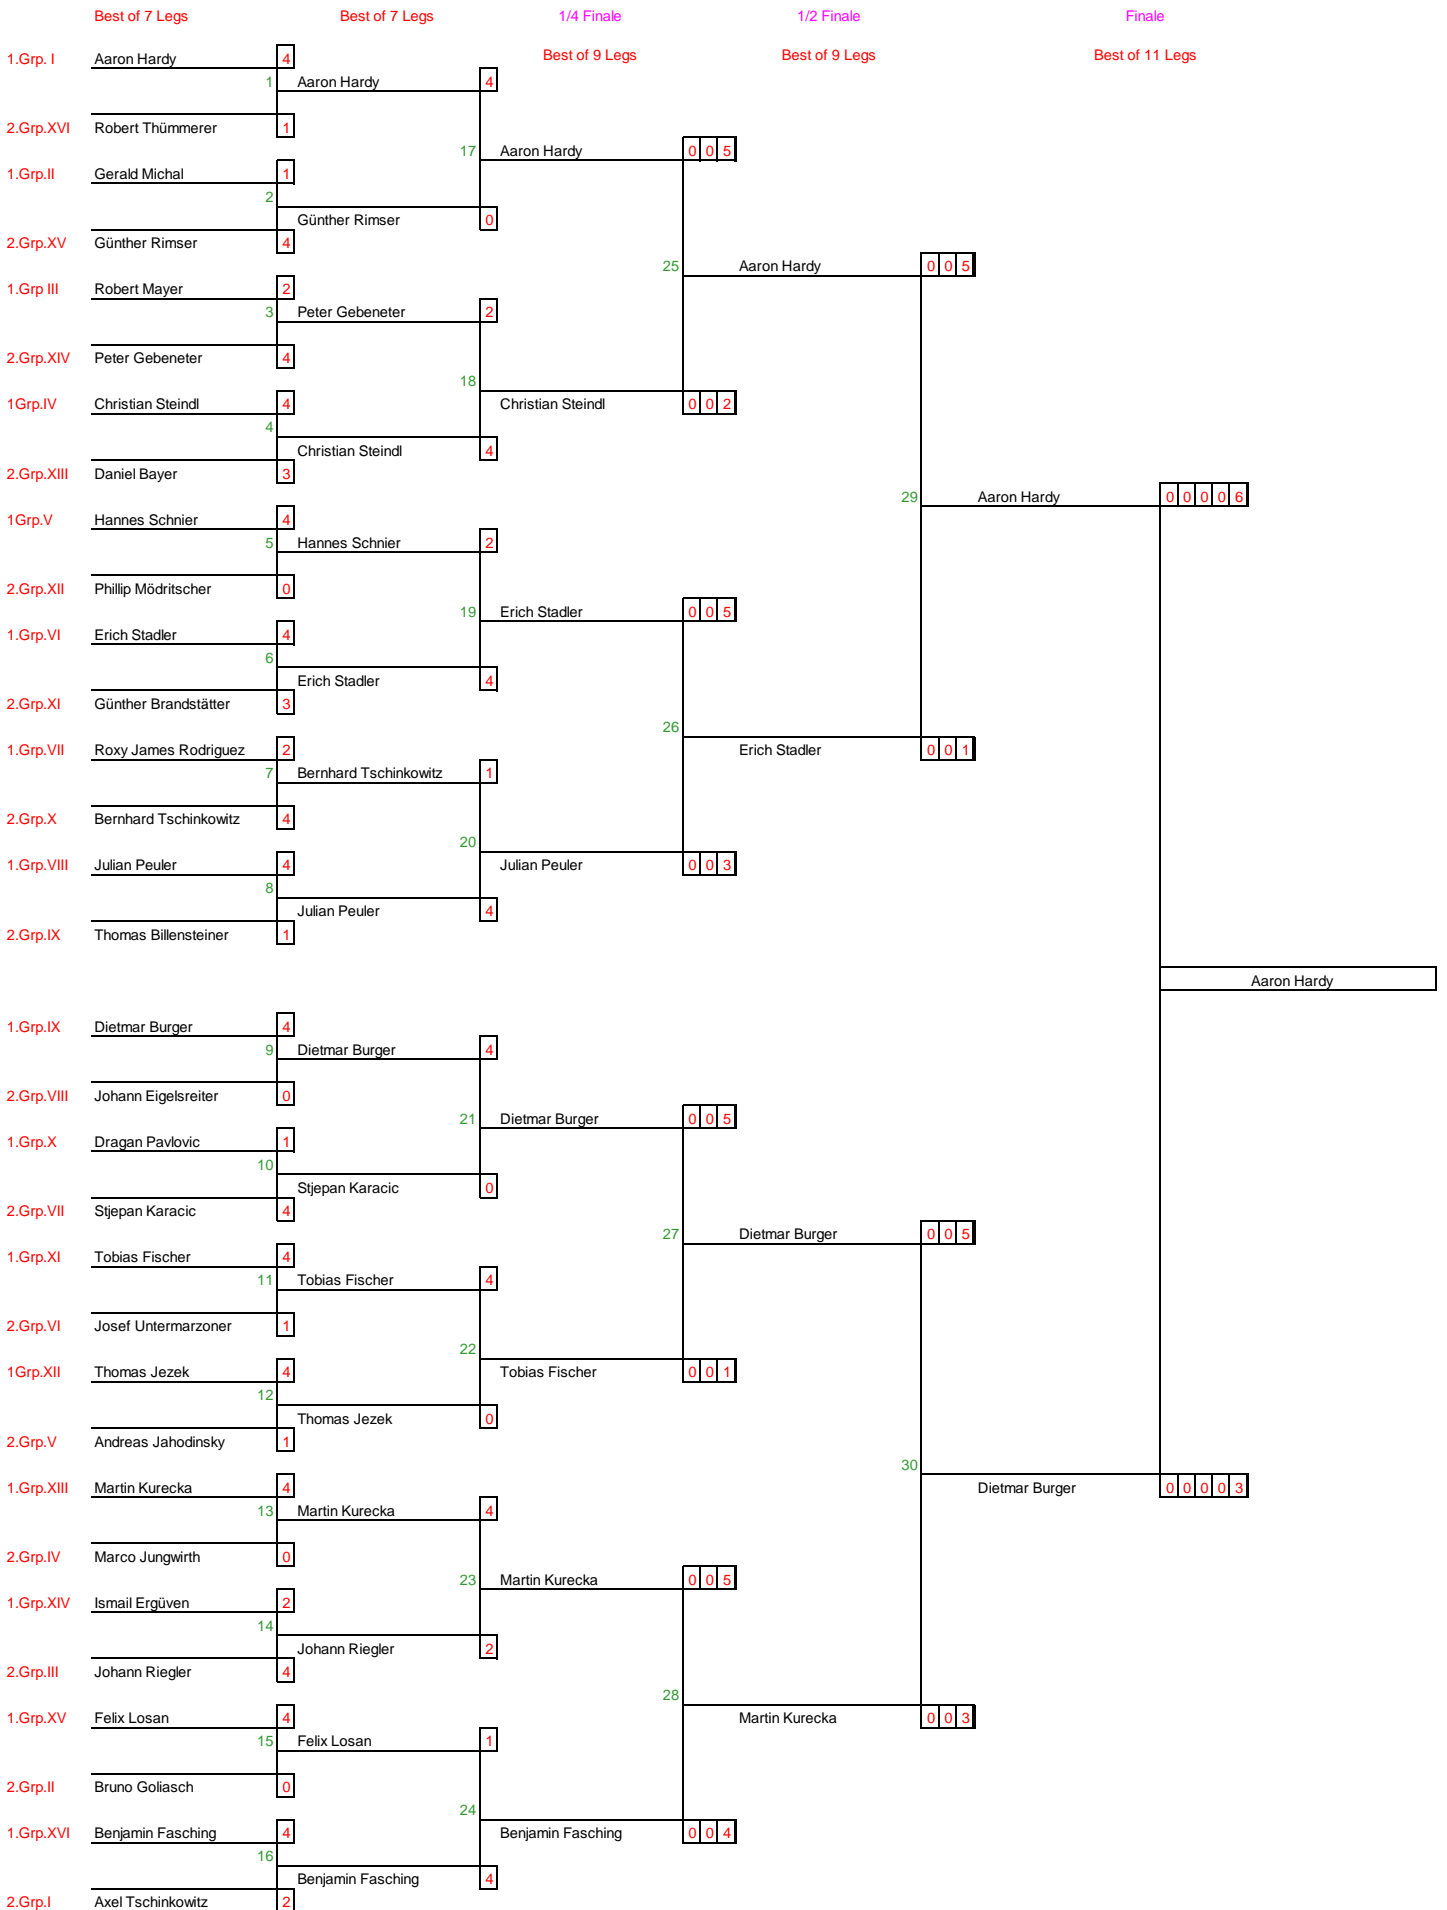 Best of 7 Legs Best of 7 Legs 1/4 Finale 1/2 Finale Finale
Best of 9 Legs Best of 9 Legs Best of 11 Legs
1.Grp. I Aaron Hardy 4
1 Aaron Hardy 4
2.Grp.XVI Robert Thümmerer 1
17 Aaron Hardy 0 0 5
1.Grp.II Gerald Michal 1
2
Günther Rimser 0
2.Grp.XV Günther Rimser 4
25 Aaron Hardy 0 0 5
1.Grp III Robert Mayer 2
3 Peter Gebeneter 2
2.Grp.XIV Peter Gebeneter 4
18
1Grp.IV Christian Steindl 4 Christian Steindl 0 0 2
4
Christian Steindl 4
2.Grp.XIII Daniel Bayer 3
29 Aaron Hardy 0 0 0 0 6
1Grp.V Hannes Schnier 4
5 Hannes Schnier 2
2.Grp.XII Phillip Mödritscher 0
19 Erich Stadler 0 0 5
1.Grp.VI Erich Stadler 4
6
Erich Stadler 4
2.Grp.XI Günther Brandstätter 3
26
1.Grp.VII Roxy James Rodriguez 2 Erich Stadler 0 0 1
7 Bernhard Tschinkowitz 1
2.Grp.X Bernhard Tschinkowitz 4
20
1.Grp.VIII Julian Peuler 4 Julian Peuler 0 0 3
8
Julian Peuler 4
2.Grp.IX Thomas Billensteiner 1
Aaron Hardy
1.Grp.IX Dietmar Burger 4
9 Dietmar Burger 4
2.Grp.VIII Johann Eigelsreiter 0
21 Dietmar Burger 0 0 5
1.Grp.X Dragan Pavlovic 1
10
Stjepan Karacic 0
2.Grp.VII Stjepan Karacic 4
27 Dietmar Burger 0 0 5
1.Grp.XI Tobias Fischer 4
11 Tobias Fischer 4
2.Grp.VI Josef Untermarzoner 1
22
1Grp.XII Thomas Jezek 4 Tobias Fischer 0 0 1
12
Thomas Jezek 0
2.Grp.V Andreas Jahodinsky 1
30
1.Grp.XIII Martin Kurecka 4 Dietmar Burger 0 0 0 0 3
13 Martin Kurecka 4
2.Grp.IV Marco Jungwirth 0
23 Martin Kurecka 0 0 5
1.Grp.XIV Ismail Ergüven 2
14
Johann Riegler 2
2.Grp.III Johann Riegler 4
28
1.Grp.XV Felix Losan 4 Martin Kurecka 0 0 3
15 Felix Losan 1
2.Grp.II Bruno Goliasch 0
24
1.Grp.XVI Benjamin Fasching 4 Benjamin Fasching 0 0 4
16
Benjamin Fasching 4
2.Grp.I Axel Tschinkowitz 2